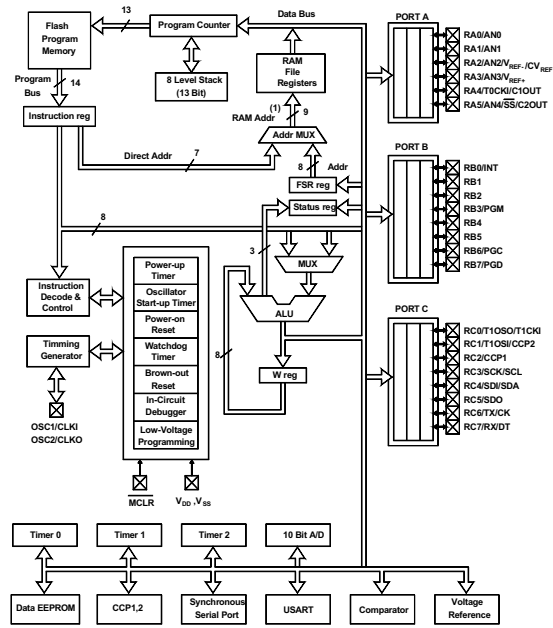 13
Data Bus
PORT A
Flash
Program
Memory
Program Counter
8 Level Stack
(13 Bit)
RAM
File
Registers
RA0/AN0
RA1/AN1
RA2/AN2/VREF-/CVREF
RA3/AN3/VREF+
RA4/T0CKI/C1OUT
RA5/AN4/SS/C2OUT
Program
Bus
14
Instruction reg
(1)
RAM Addr
9
Addr MUX
Direct Addr
7
8
Addr
FSR reg
Status reg
PORT B
RB0/INT
RB1
RB2
RB3/PGM
RB4
RB5
RB6/PGC
RB7/PGD
8
3
MUX
ALU
8
W reg
Instruction
Decode &
Control
Timming
Generator
OSC1/CLKI
OSC2/CLKO
Power-up
Timer
Oscillator
Start-up Timer
Power-on
Reset
Watchdog
Timer
Brown-out
Reset
In-Circuit
Debugger
Low-Voltage
Programming
MCLR
VDD ,VSS
PORT C
RC0/T1OSO/T1CKI
RC1/T1OSI/CCP2
RC2/CCP1
RC3/SCK/SCL
RC4/SDI/SDA
RC5/SDO
RC6/TX/CK
RC7/RX/DT
Timer 0
Timer 1
Timer 2
10 Bit A/D
Data EEPROM
CCP1,2
Synchronous
Serial Port
USART
Comparator
Voltage
Reference